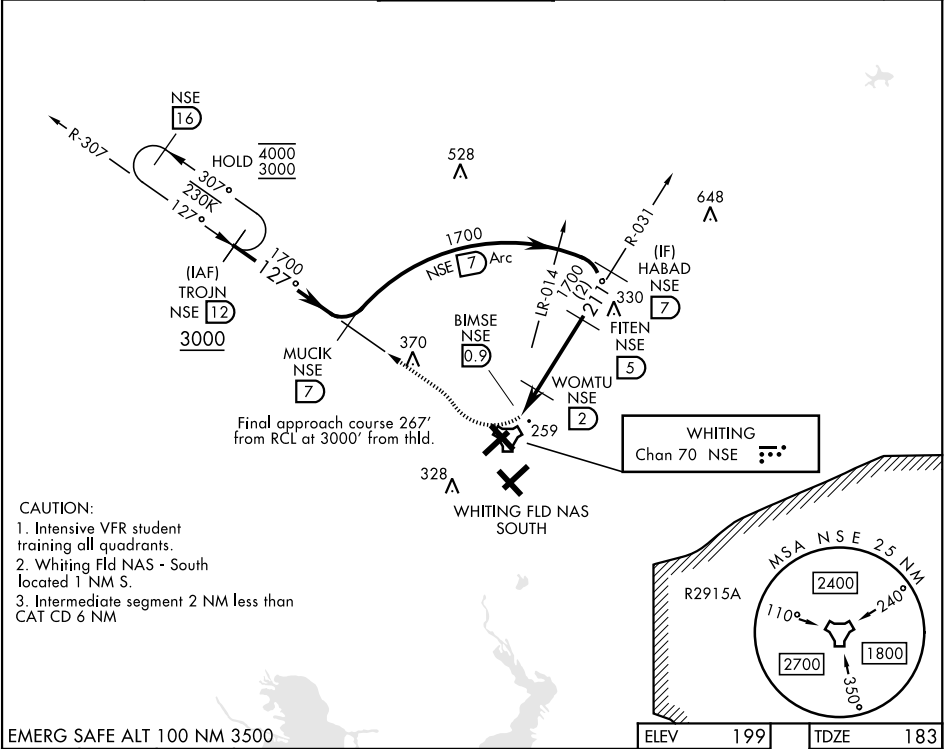 NSE
16
R-307
HOLD 4000
3000
307°
230K
127°
528
648
R-031
1700
NSE 7 Arc
1700
127°
(IAF)
TROJN
NSE 12
3000
LR-014
1700
(2)
211°
(IF)
HABAD
NSE
7
330
FITEN
NSE
5
BIMSE
NSE
0.9
370
MUCIK
NSE
7
WOMTU
NSE
2
Final approach course 267'
from RCL at 3000' from thld.
259
WHITING
Chan 70 NSE
328
WHITING FLD NAS
SOUTH
CAUTION:
1. Intensive VFR student
training all quadrants.
2. Whiting Fld NAS - South
located 1 NM S.
3. Intermediate segment 2 NM less than
CAT CD 6 NM
R2915A
MSA NSE 25 NM
2400
110°
240°
2700
1800
350°
EMERG SAFE ALT 100 NM 3500
ELEV 199
TDZE 183